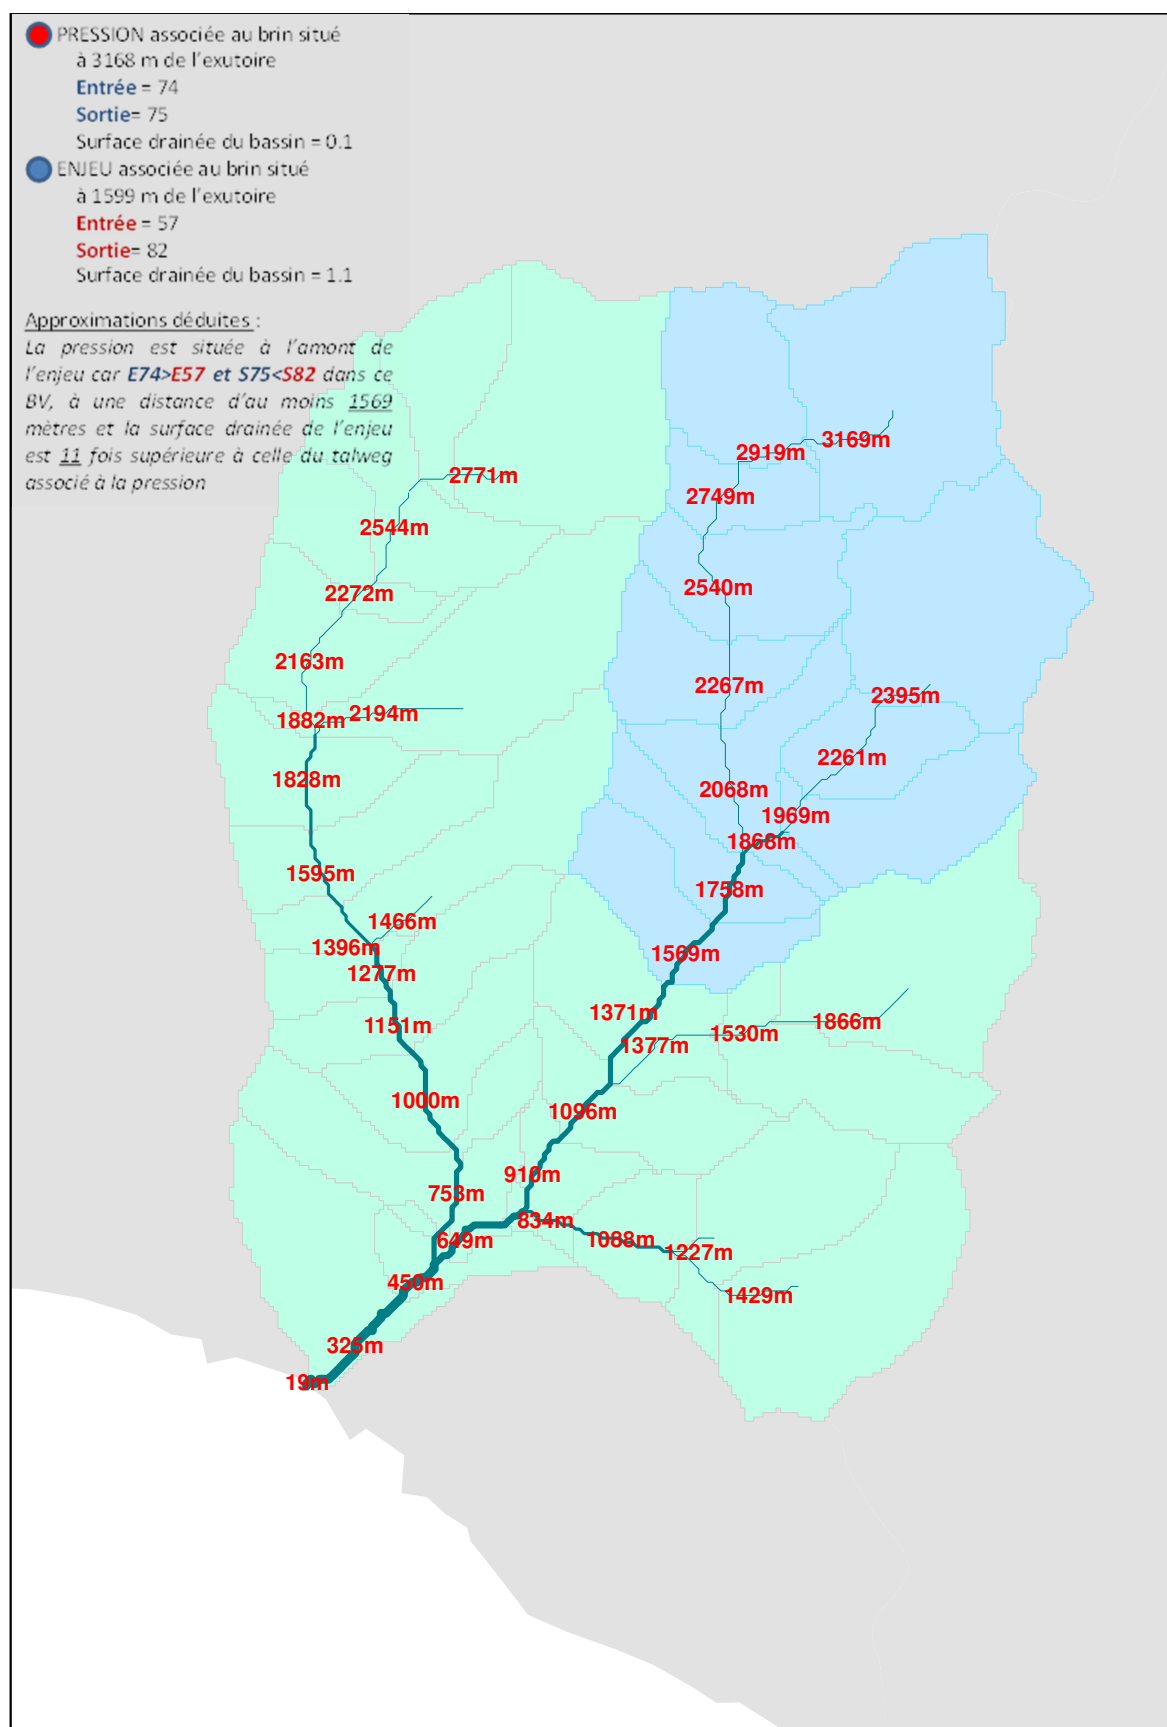 PRESSION associée au brin situé
à 3168 m de l'exutoire
Entrée = 74
Sortie= 75
Surface drainée du bassin = 0.1
ENJEU associée au brin situé
à 1599 m de l'exutoire
Entrée = 57
Sortie= 82
Surface drainée du bassin = 1.1
Approximations déduites :
La pression est située à l'amont de
l'enjeu car E74>E57 et S75<S82 dans ce
BV, à une distance d'au moins 1569
mètres et la surface drainée de l'enjeu
est 11 fois supérieure à celle du talweg
associé à la pression
3169m
2919m
2771m
2749m
2544m
2540m
2272m
2163m
2267m
2395m
2194m
1882m
2261m
1828m
2068m
1969m
1868m
1595m
1758m
1466m
1396m
1569m
1277m
1371m
1866m
1151m
1530m
1377m
1000m
1096m
910m
753m
834m
649m
1088m
1227m
450m
1429m
325m
19m